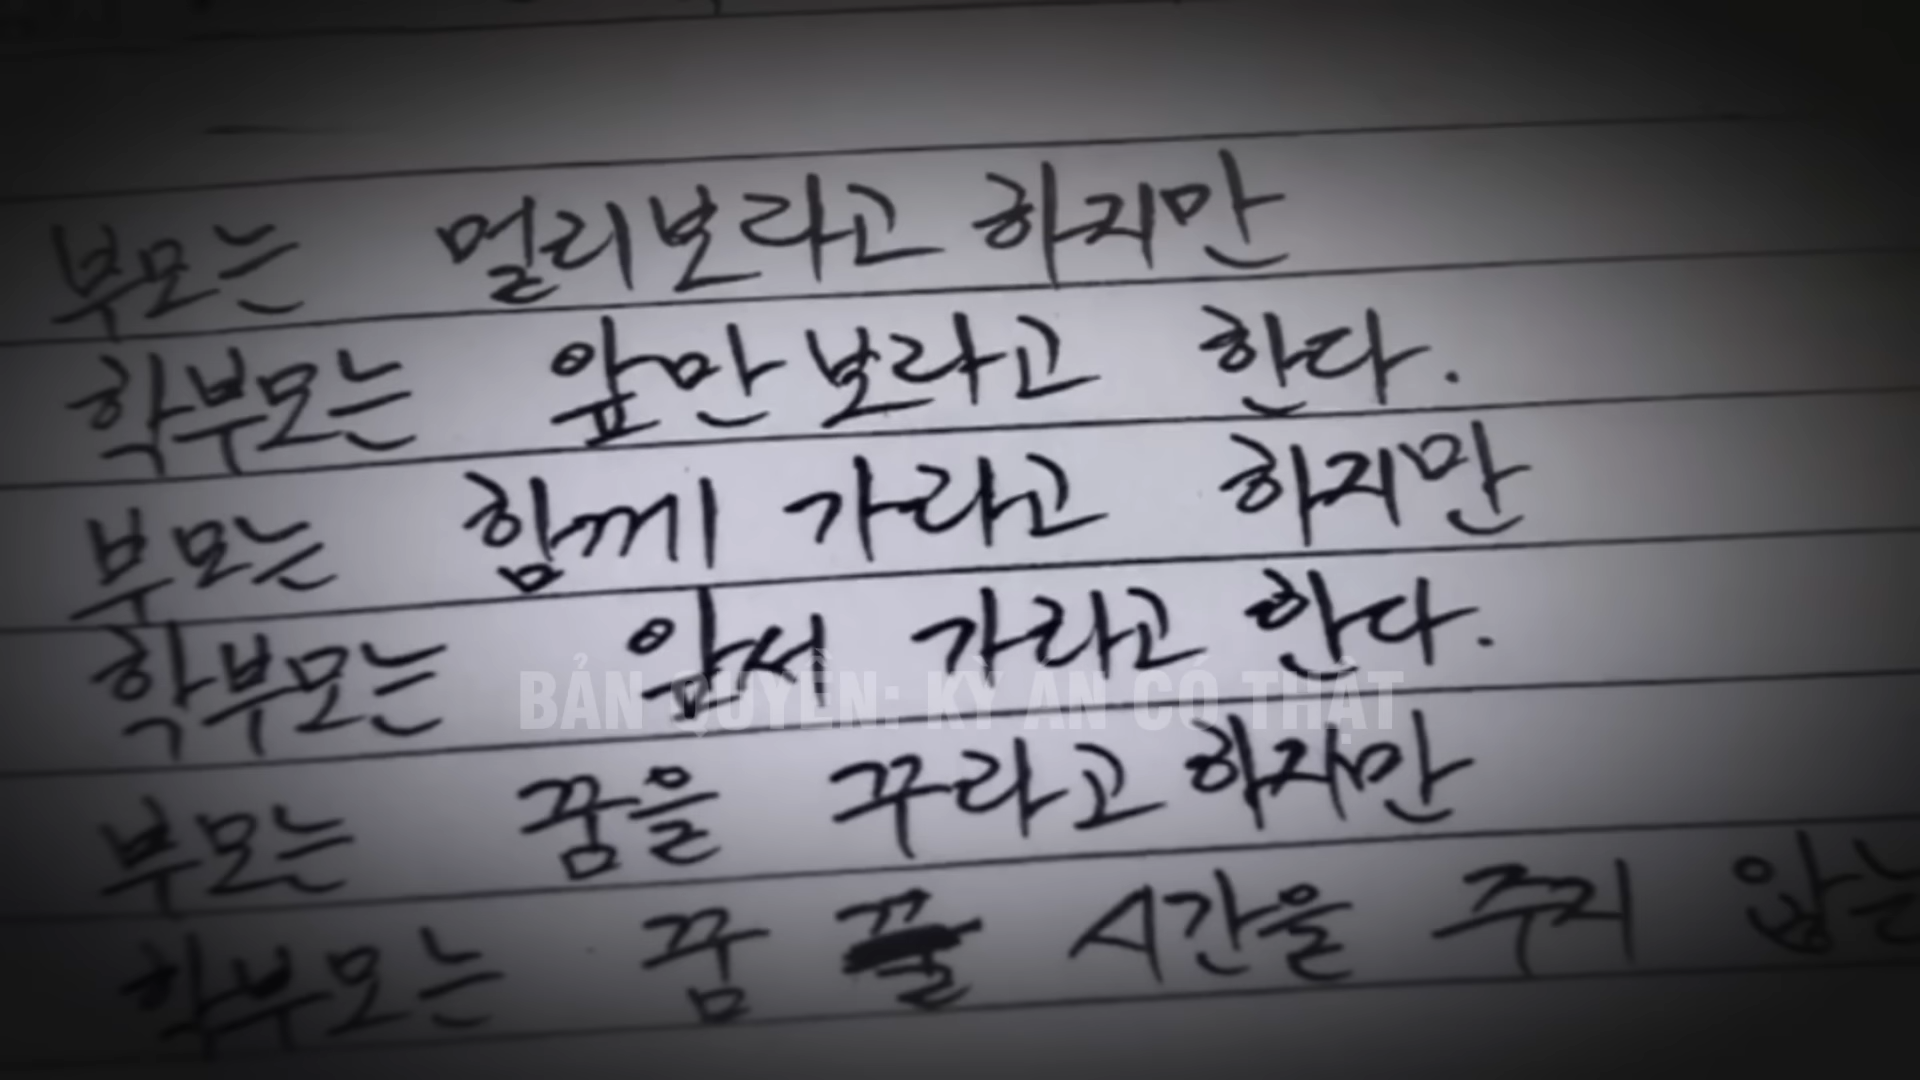 부모는 멀리보라고 하지만
학부모는 앞만보라고 한다.
부모는 함께 가라고 하지만
학부모는 앞서 가라고 한다.
BẢN QUYỀN: KỲ ÁN CÓ THẬT
부모는 꿈을 꾸라고 하지만
학부모는 꿈 꿀 시간을 주지 않는